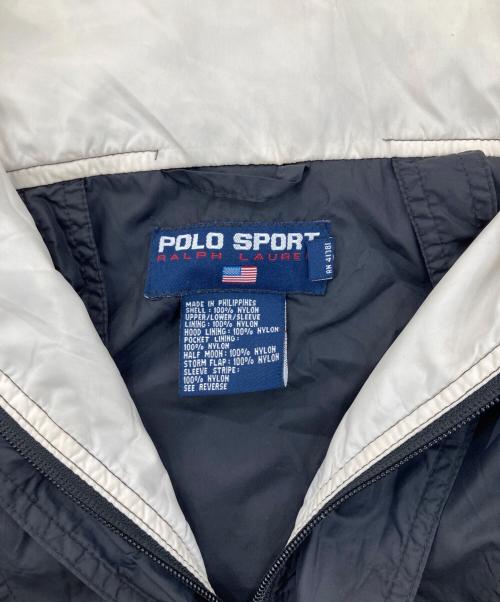 POLO SPORT
RALPH LAUREN
RN 41381
MADE IN PHILIPPINES
SHELL: 100% NYLON
UPPER/LOWER/SLEEVE
LINING: 100% NYLON
HOOD LINING: 100% NYLON
POCKET LINING:
100% NYLON
HALF MOON: 100% NYLON
STORM FLAP: 100% NYLON
SLEEVE STRIPE:
100% NYLON
SEE REVERSE